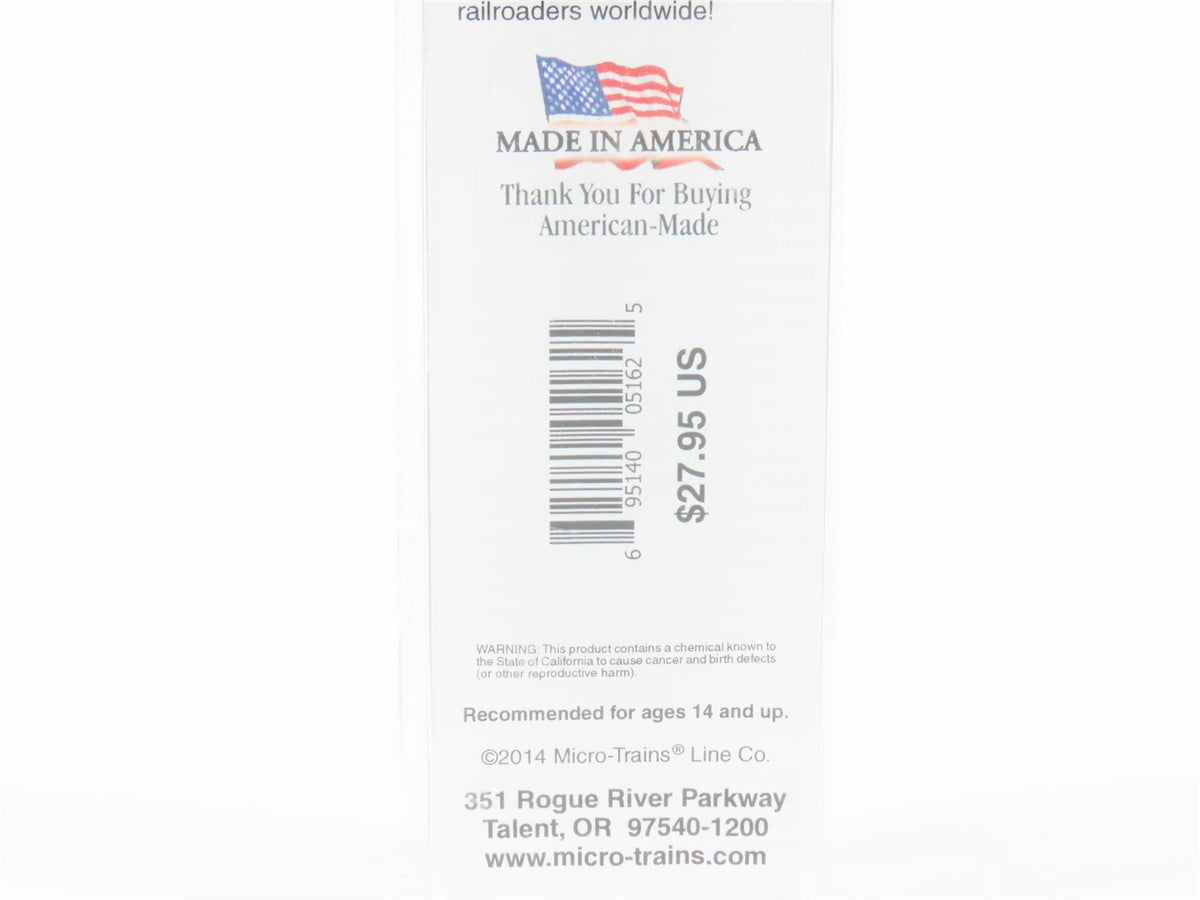 railroaders worldwide!
MADE IN AMERICA
Thank You For Buying
American-Made
6 95140 05162 5
$27.95 US
WARNING: This product contains a chemical known to
the State of California to cause cancer and birth defects
(or other reproductive harm).
Recommended for ages 14 and up.
©2014 Micro-Trains® Line Co.
351 Rogue River Parkway
Talent, OR 97540-1200
www.micro-trains.com